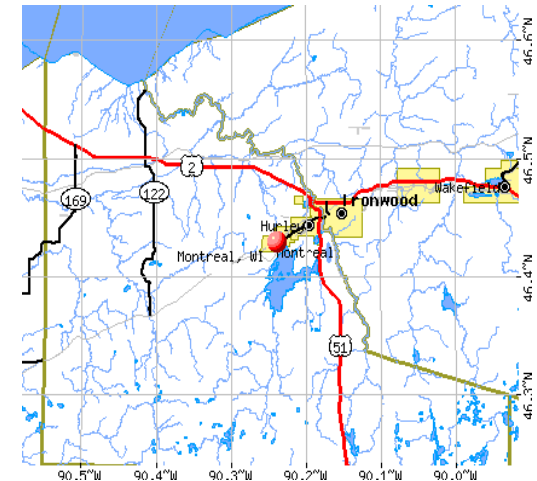 46.6°N
46.5°N
46.4°N
46.3°N
2
169
122
51
Wakefield
Ironwood
Hurley
Montreal, WI
Montreal
90.5°W 90.4°W 90.3°W 90.2°W 90.1°W 90.0°W